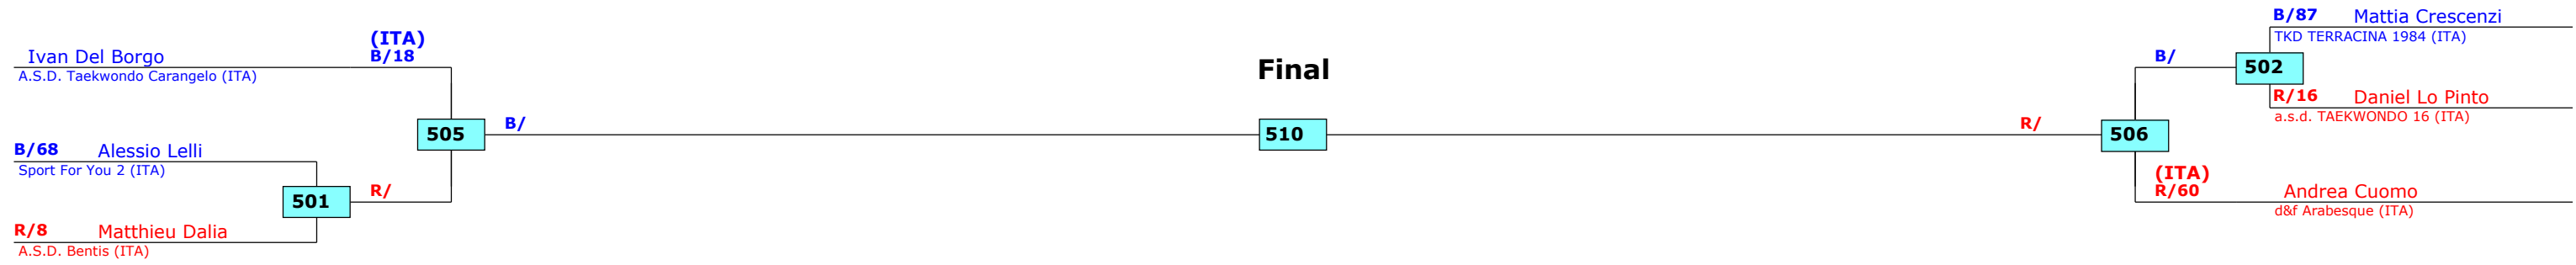 (ITA)
Ivan Del Borgo B/18
A.S.D. Taekwondo Carangelo (ITA)
505 B/
B/68 Alessio Lelli
Sport For You 2 (ITA)
R/
501
R/8 Matthieu Dalia
A.S.D. Bentis (ITA)
Final
510
B/87 Mattia Crescenzi
TKD TERRACINA 1984 (ITA)
B/ 502
R/16 Daniel Lo Pinto
a.s.d. TAEKWONDO 16 (ITA)
R/ 506
(ITA)
R/60 Andrea Cuomo
d&f Arabesque (ITA)